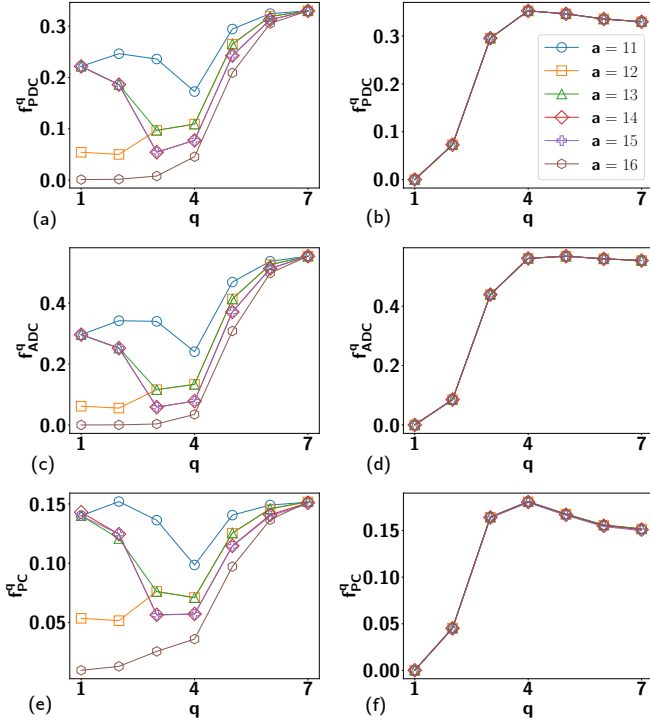 0.3
0.2
0.1
0.0
f^q_PDC
1 4 7
q
(a)
0.3
0.2
0.1
0.0
f^q_PDC
1 4 7
q
(b)
a = 11
a = 12
a = 13
a = 14
a = 15
a = 16
0.4
0.2
0.0
f^q_ADC
1 4 7
q
(c)
0.4
0.2
0.0
f^q_ADC
1 4 7
q
(d)
0.15
0.10
0.05
f^q_PC
1 4 7
q
(e)
0.15
0.10
0.05
0.00
f^q_PC
1 4 7
q
(f)